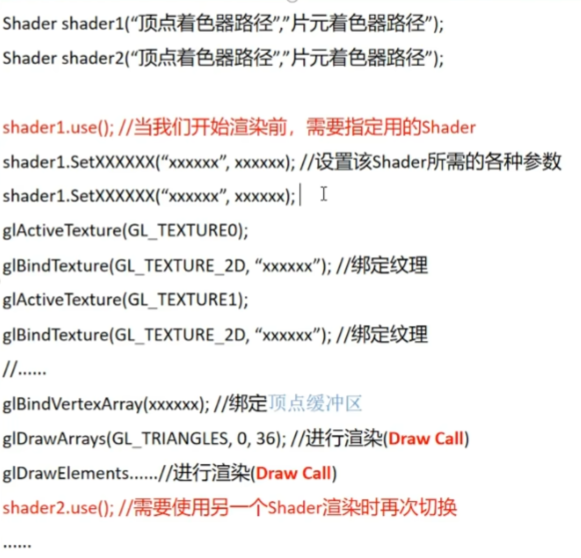 Shader shader1(“顶点着色器路径”,”片元着色器路径”);
Shader shader2(“顶点着色器路径”,”片元着色器路径”);
shader1.use(); //当我们开始渲染前，需要指定用的Shader
shader1.SetXXXXXX(“xxxxxx”, xxxxxx); //设置该Shader所需的各种参数
shader1.SetXXXXXX(“xxxxxx”, xxxxxx);
glActiveTexture(GL_TEXTURE0);
glBindTexture(GL_TEXTURE_2D, “xxxxxx”); //绑定纹理
glActiveTexture(GL_TEXTURE1);
glBindTexture(GL_TEXTURE_2D, “xxxxxx”); //绑定纹理
//......
glBindVertexArray(xxxxxx); //绑定顶点缓冲区
glDrawArrays(GL_TRIANGLES, 0, 36); //进行渲染(Draw Call)
glDrawElements......//进行渲染(Draw Call)
shader2.use(); //需要使用另一个Shader渲染时再次切换
......